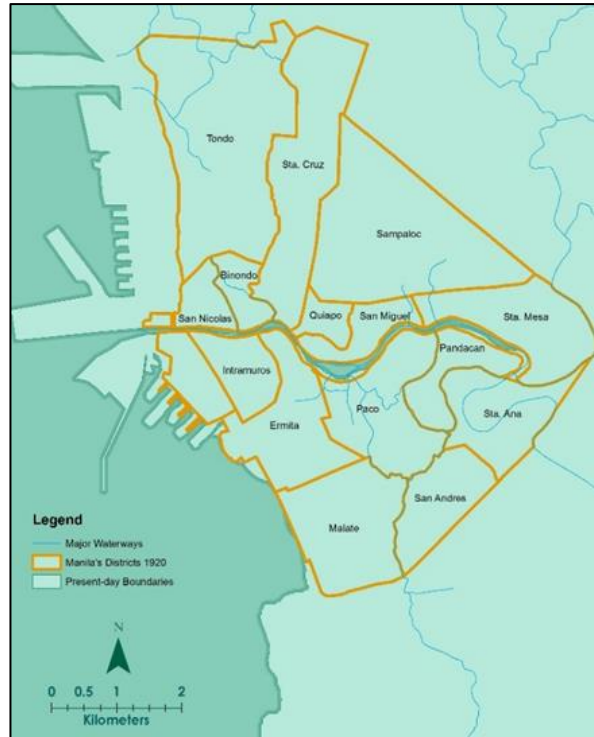 Tondo
Sta. Cruz
Sampaloc
Binondo
San Nicolas
Quiapo
San Miguel
Sta. Mesa
Pandacan
Intramuros
Paco
Sta. Ana
Ermita
San Andres
Malate
Legend
Major Waterways
Manila's Districts 1920
Present-day Boundaries
N
0 0.5 1 2
Kilometers